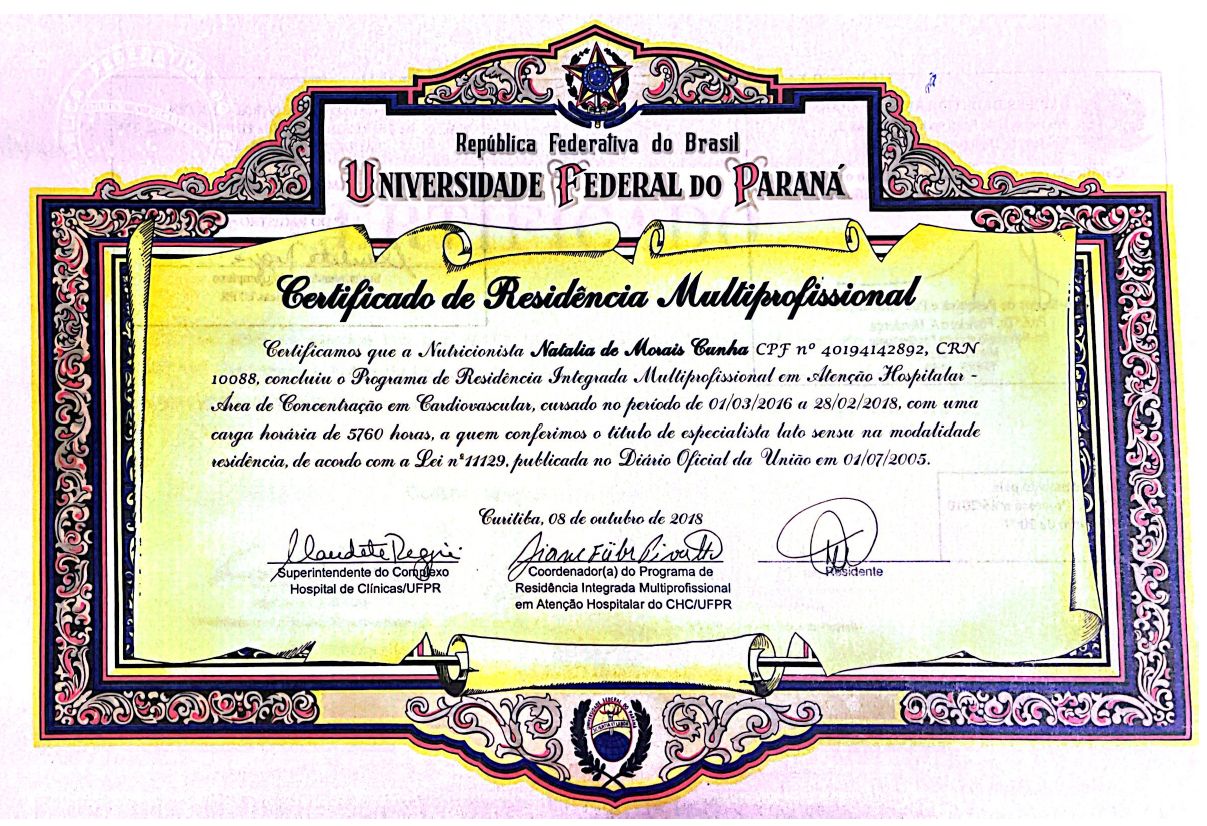 República Federativa do Brasil
UNIVERSIDADE FEDERAL DO PARANÁ
Certificado de Residência Multiprofissional
Certificamos que a Nutricionista Natalia de Morais Cunha CPF nº 40194142892, CRN
10088, concluiu o Programa de Residência Integrada Multiprofissional em Atenção Hospitalar -
Área de Concentração em Cardiovascular, cursado no período de 01/03/2016 a 28/02/2018, com uma
carga horária de 5760 horas, a quem conferimos o título de especialista lato sensu na modalidade
residência, de acordo com a Lei nº11129, publicada no Diário Oficial da União em 01/07/2005.
Curitiba, 08 de outubro de 2018
Superintendente do Complexo
Hospital de Clínicas/UFPR
Coordenador(a) do Programa de
Residência Integrada Multiprofissional
em Atenção Hospitalar do CHC/UFPR
Residente